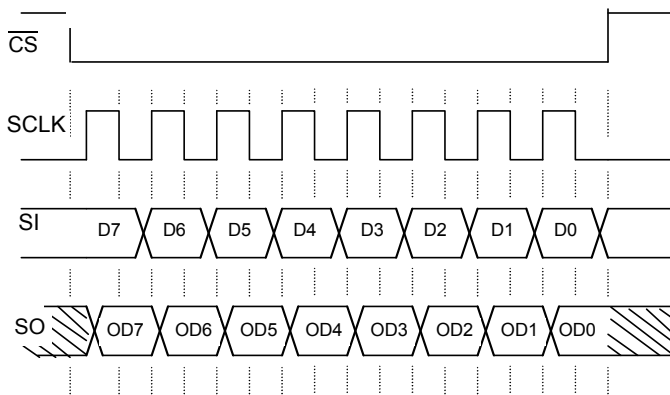 C̅S̅
SCLK
SI D7 D6 D5 D4 D3 D2 D1 D0
SO OD7 OD6 OD5 OD4 OD3 OD2 OD1 OD0